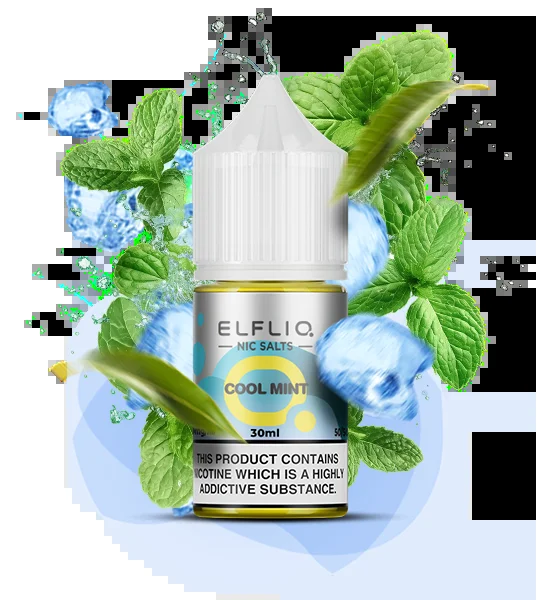 ELFLIQ.
NIC SALTS
COOL MINT
30ml
THIS PRODUCT CONTAINS
NICOTINE WHICH IS A HIGHLY
ADDICTIVE SUBSTANCE.